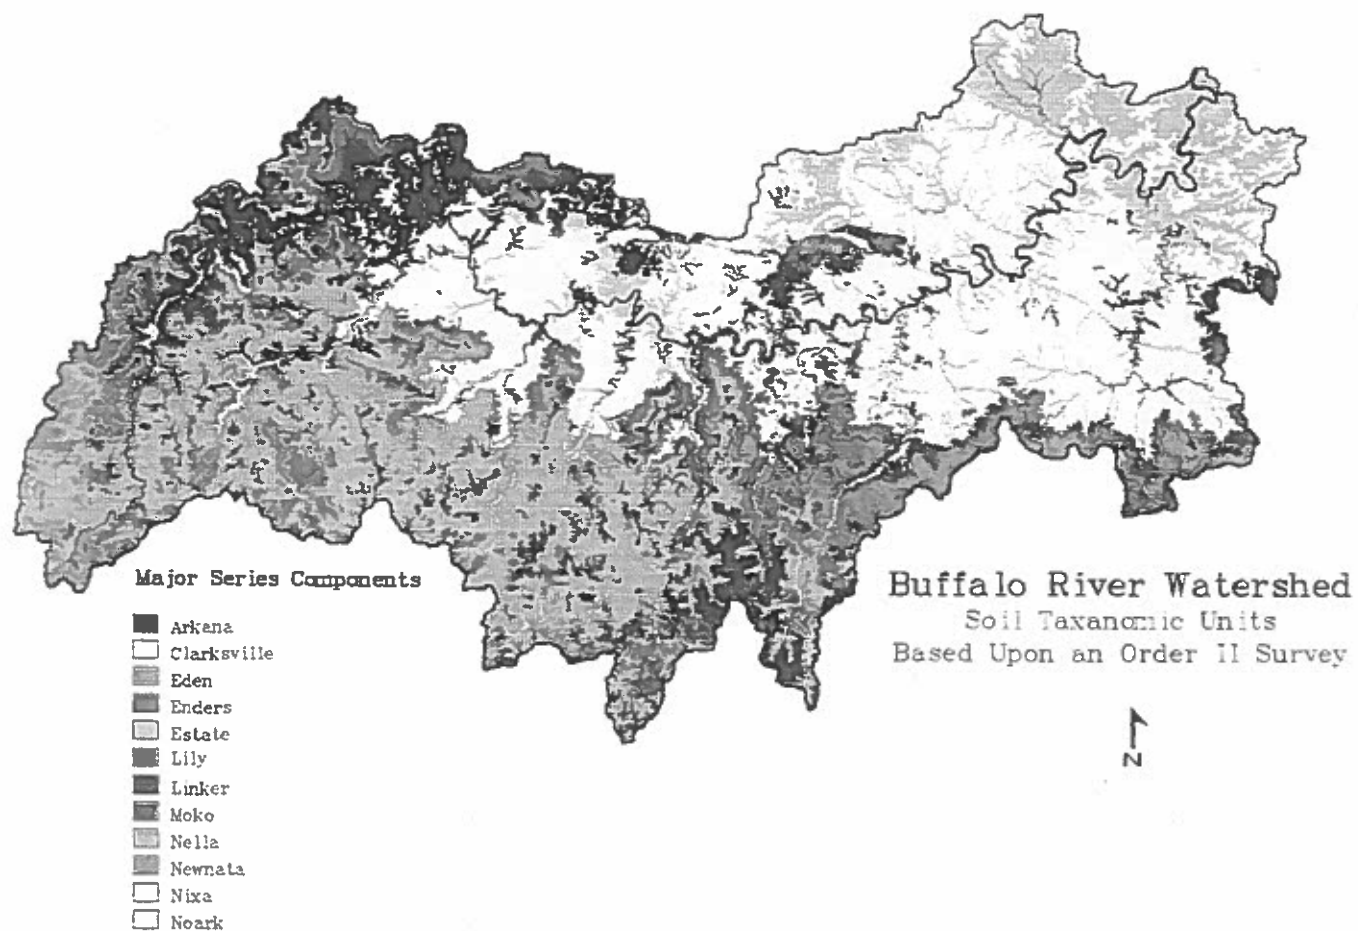 Major Series Components
Arkana
Clarksville
Eden
Enders
Estate
Lily
Linker
Moko
Nella
Newnata
Nixa
Noark
Buffalo River Watershed
Soil Taxanomic Units
Based Upon an Order II Survey
N